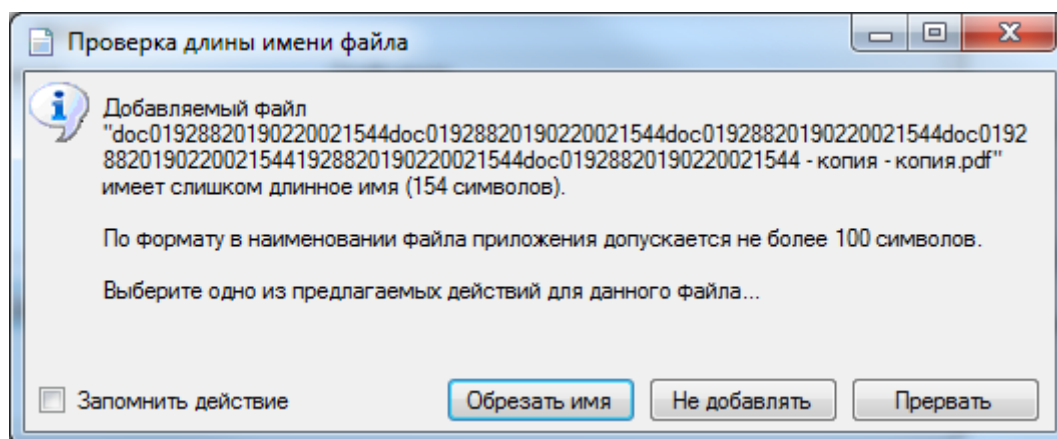 Проверка длины имени файла
Добавляемый файл
"doc01928820190220021544doc01928820190220021544doc01928820190220021544doc0192
88201902200215441928820190220021544doc01928820190220021544 - копия - копия.pdf"
имеет слишком длинное имя (154 символов).
По формату в наименовании файла приложения допускается не более 100 символов.
Выберите одно из предлагаемых действий для данного файла...
Запомнить действие
Обрезать имя
Не добавлять
Прервать